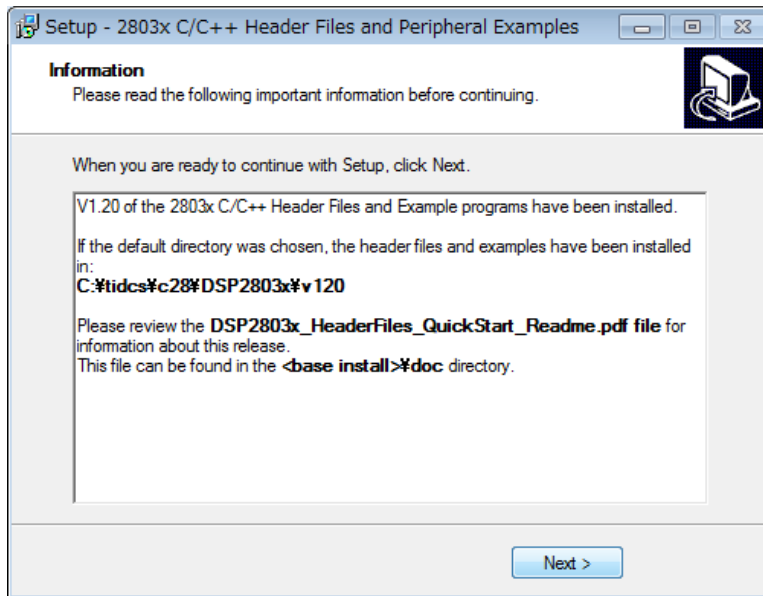 Setup - 2803x C/C++ Header Files and Peripheral Examples
Information
Please read the following important information before continuing.
When you are ready to continue with Setup, click Next.
V1.20 of the 2803x C/C++ Header Files and Example programs have been installed.
If the default directory was chosen, the header files and examples have been installed
in:
C:¥tidcs¥c28¥DSP2803x¥v120
Please review the DSP2803x_HeaderFiles_QuickStart_Readme.pdf file for
information about this release.
This file can be found in the <base install>¥doc directory.
Next >